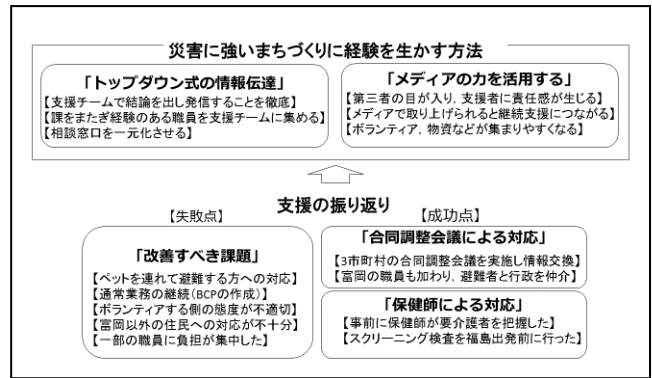 災害に強いまちづくりに経験を生かす方法
「トップダウン式の情報伝達」
【支援チームで結論を出し発信することを徹底】
【課をまたぎ経験のある職員を支援チームに集める】
【相談窓口を一元化させる】
「メディアの力を活用する」
【第三者の目が入り，支援者に責任感が生じる】
【メディアで取り上げられると継続支援につながる】
【ボランティア，物資などが集まりやすくなる】
支援の振り返り
【失敗点】
【成功点】
「改善すべき課題」
【ペットを連れて避難する方への対応】
【通常業務の継続（BCPの作成）】
【ボランティアする側の態度が不適切】
【富岡以外の住民への対応が不十分】
【一部の職員に負担が集中した】
「合同調整会議による対応」
【3市町村の合同調整会議を実施し情報交換】
【富岡の職員も加わり，避難者と行政を仲介】
「保健師による対応」
【事前に保健師が要介護者を把握した】
【スクリーニング検査を福島出発前に行った】